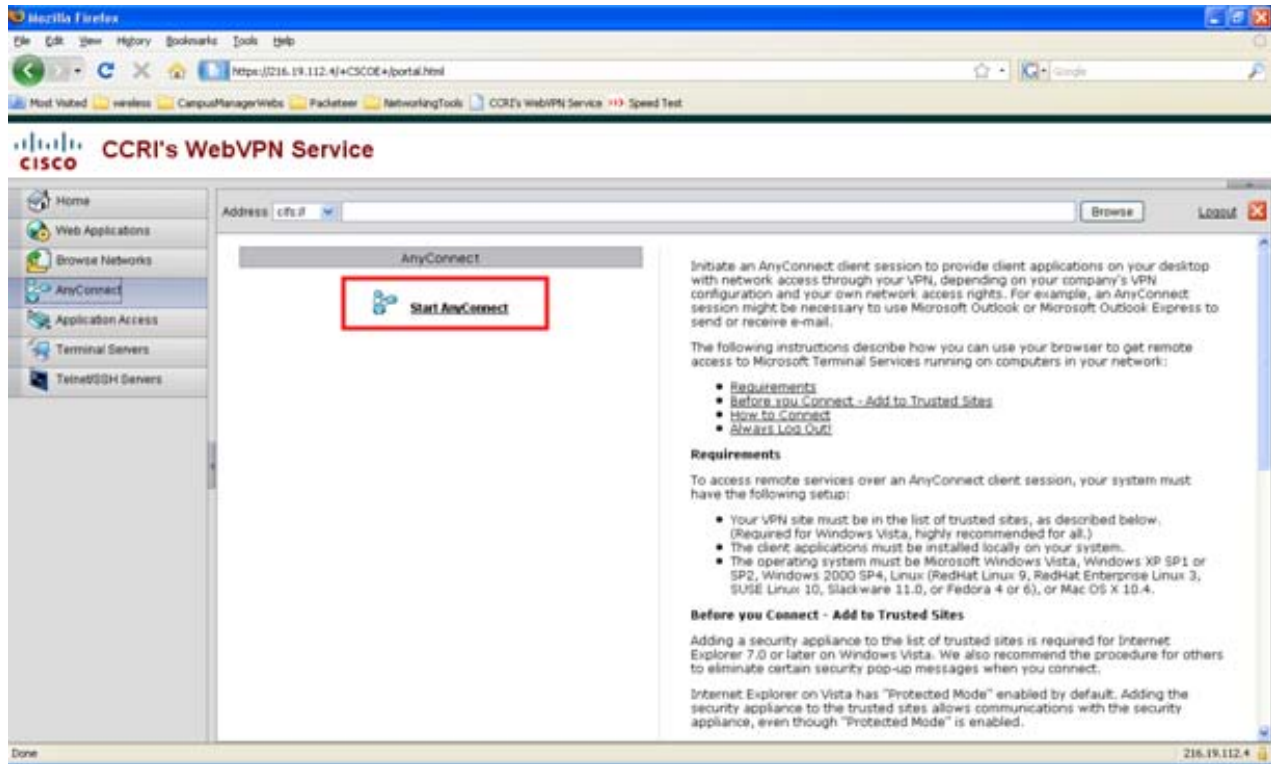 Mozilla Firefox
File Edit View History Bookmarks Tools Help
https://216.19.112.4/+CSCOE+/portal.html
Google
Most Visited wireless CampusManagerWebs Packeteer NetworkingTools CCRI's WebVPN Service Speed Test
CISCO CCRI's WebVPN Service
Home
Web Applications
Browse Networks
AnyConnect
Application Access
Terminal Servers
Telnet/SSH Servers
Address cifs:// Browse Logout
AnyConnect
Start AnyConnect
Initiate an AnyConnect client session to provide client applications on your desktop
with network access through your VPN, depending on your company's VPN
configuration and your own network access rights. For example, an AnyConnect
session might be necessary to use Microsoft Outlook or Microsoft Outlook Express to
send or receive e-mail.
The following instructions describe how you can use your browser to get remote
access to Microsoft Terminal Services running on computers in your network:
• Requirements
• Before you Connect - Add to Trusted Sites
• How to Connect
• Always Log Out!
Requirements
To access remote services over an AnyConnect client session, your system must
have the following setup:
• Your VPN site must be in the list of trusted sites, as described below.
(Required for Windows Vista, highly recommended for all.)
• The client applications must be installed locally on your system.
• The operating system must be Microsoft Windows Vista, Windows XP SP1 or
SP2, Windows 2000 SP4, Linux (RedHat Linux 9, RedHat Enterprise Linux 3,
SUSE Linux 10, Slackware 11.0, or Fedora 4 or 6), or Mac OS X 10.4.
Before you Connect - Add to Trusted Sites
Adding a security appliance to the list of trusted sites is required for Internet
Explorer 7.0 or later on Windows Vista. We also recommend the procedure for others
to eliminate certain security pop-up messages when you connect.
Internet Explorer on Vista has "Protected Mode" enabled by default. Adding the
security appliance to the trusted sites allows communications with the security
appliance, even though "Protected Mode" is enabled.
Done 216.19.112.4